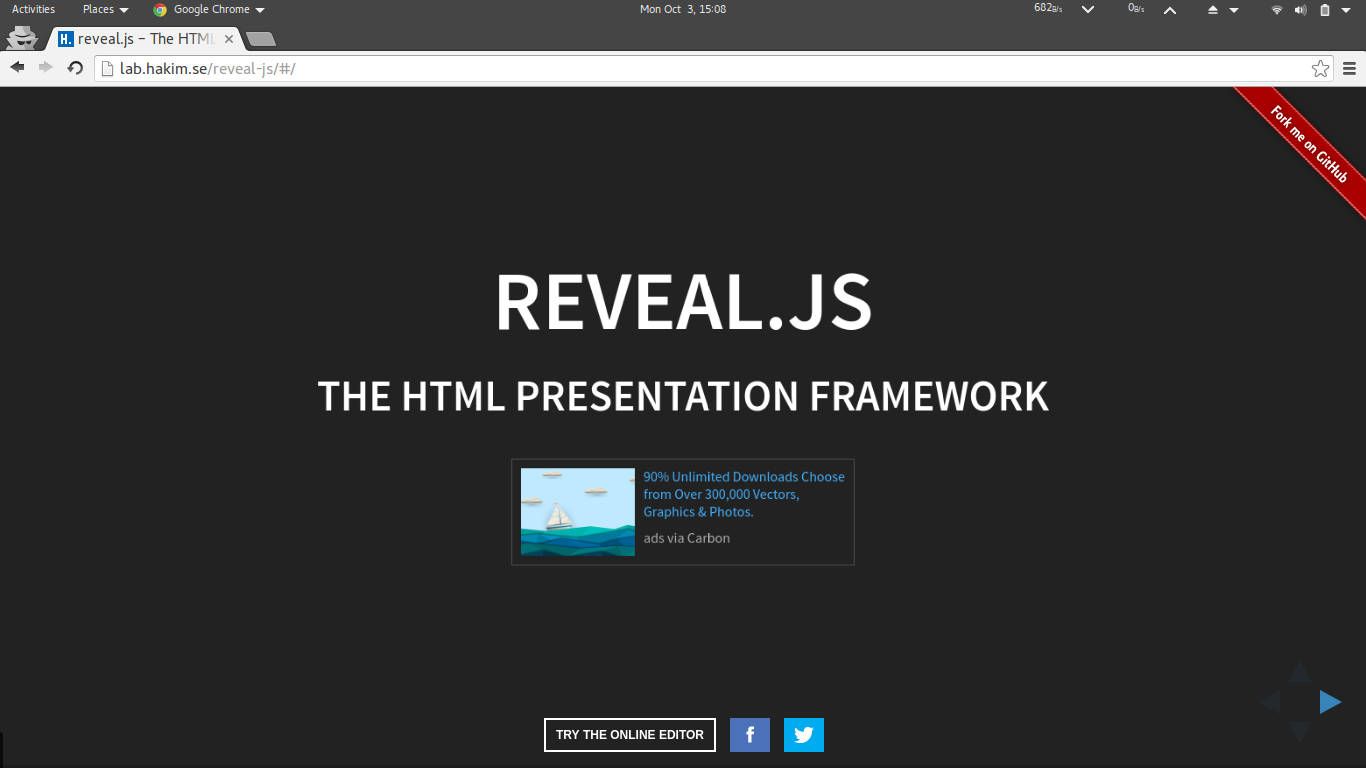 Activities Places Google Chrome Mon Oct 3, 15:08 682B/s 0B/s
H. reveal.js – The HTML
lab.hakim.se/reveal-js/#/
Fork me on GitHub
REVEAL.JS
THE HTML PRESENTATION FRAMEWORK
90% Unlimited Downloads Choose
from Over 300,000 Vectors,
Graphics & Photos.
ads via Carbon
TRY THE ONLINE EDITOR
f